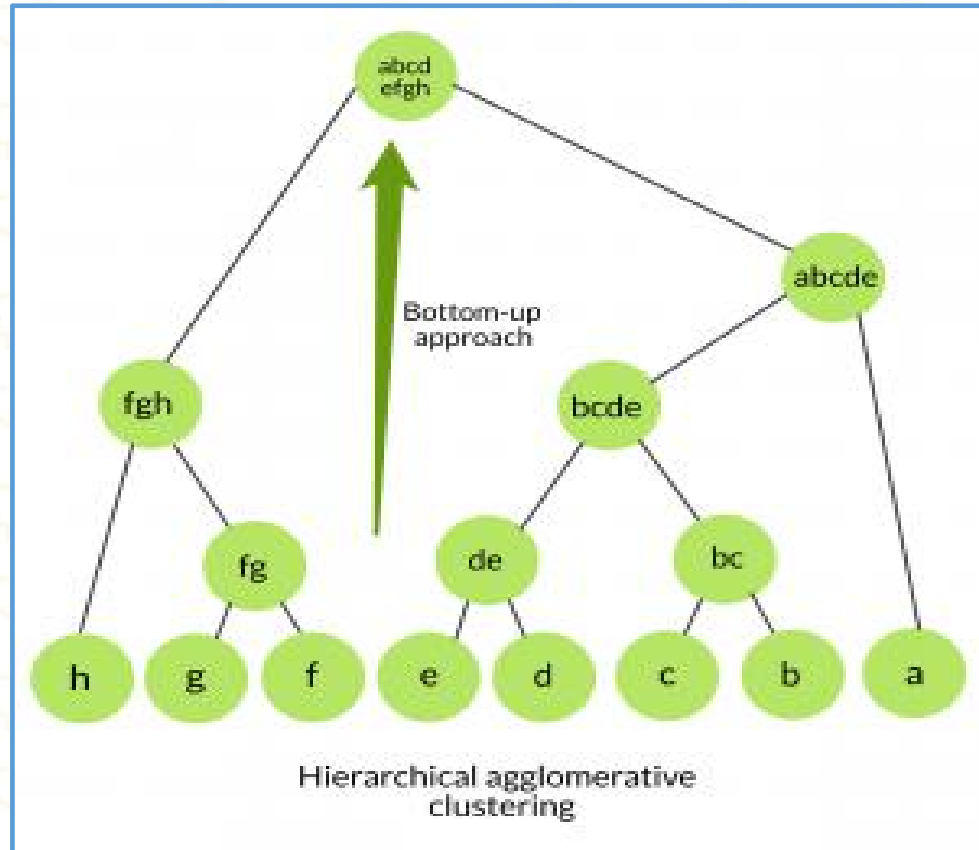 abcd
efgh
abcde
Bottom-up
approach
fgh
bcde
fg
de
bc
h
g
f
e
d
c
b
a
Hierarchical agglomerative
clustering